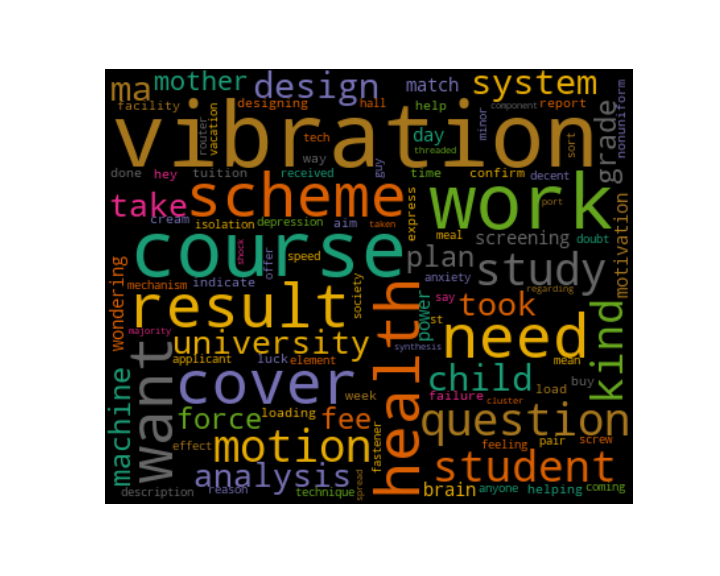 ma mother design match system
facility designing hall help component report
vibration
router vacation tech way day threaded minor guy sort grade nonuniform
done hey tuition received time confirm decent
take scheme work
cream isolation depression aim taken express port
course meal screening doubt
shock offer speed plan study motivation
wondering mechanism indicate anxiety regarding
result society power say took
majority university st need kind
want applicant luck element synthesis mean
machine cover week health child load buy
force loading fee failure cluster question
effect motion fastener feeling pair screw
analysis student
description reason technique spread brain anyone helping coming